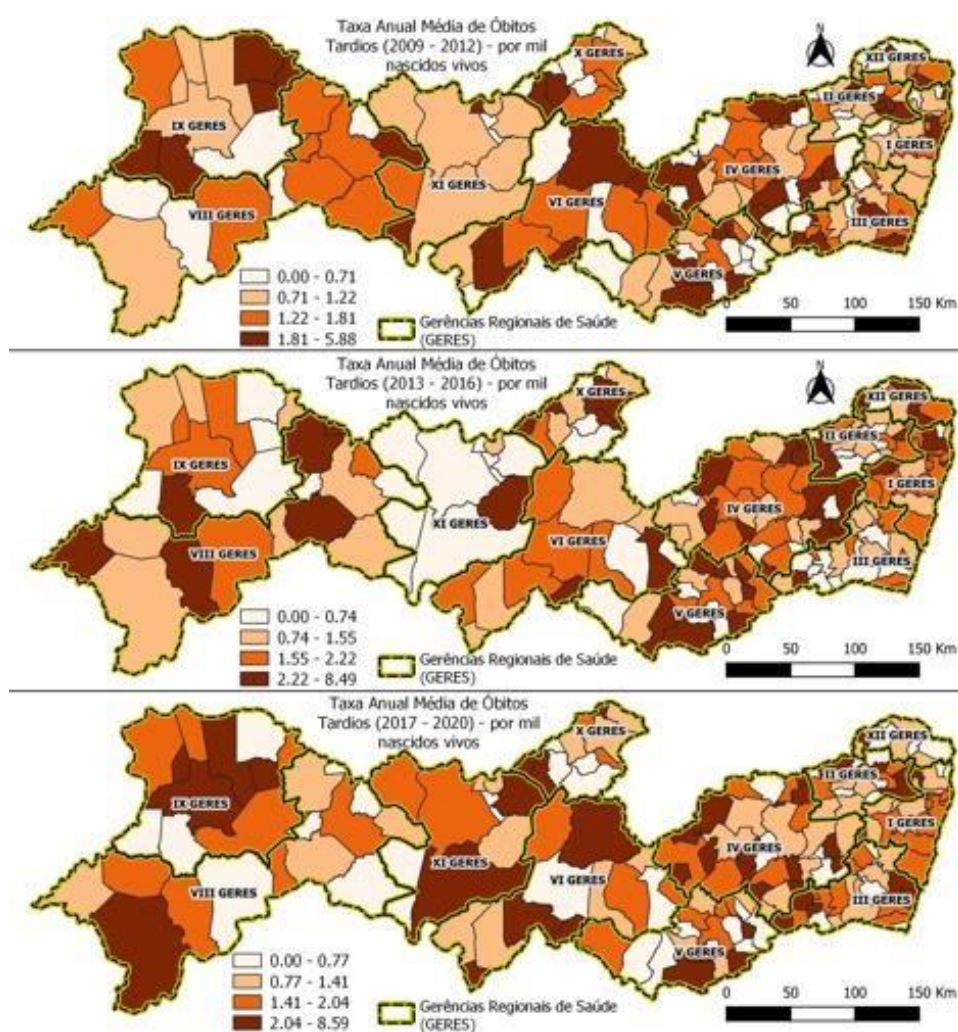 Taxa Anual Média de Óbitos
Tardios (2009 - 2012) - por mil
nascidos vivos
N
X GERES
XII GERES
II GERES
IX GERES
I GERES
IV GERES
XI GERES
VI GERES
VIII GERES
III GERES
V GERES
0.00 - 0.71
0.71 - 1.22
1.22 - 1.81
1.81 - 5.88
Gerências Regionais de Saúde
(GERES)
0 50 100 150 Km
Taxa Anual Média de Óbitos
Tardios (2013 - 2016) - por mil
nascidos vivos
N
X GERES
XII GERES
II GERES
IX GERES
I GERES
IV GERES
XI GERES
VI GERES
VIII GERES
III GERES
V GERES
0.00 - 0.74
0.74 - 1.55
1.55 - 2.22
2.22 - 8.49
Gerências Regionais de Saúde
(GERES)
0 50 100 150 Km
Taxa Anual Média de Óbitos
Tardios (2017 - 2020) - por mil
nascidos vivos
N
X GERES
XII GERES
II GERES
IX GERES
I GERES
IV GERES
XI GERES
VI GERES
VIII GERES
III GERES
V GERES
0.00 - 0.77
0.77 - 1.41
1.41 - 2.04
2.04 - 8.59
Gerências Regionais de Saúde
(GERES)
0 50 100 150 Km